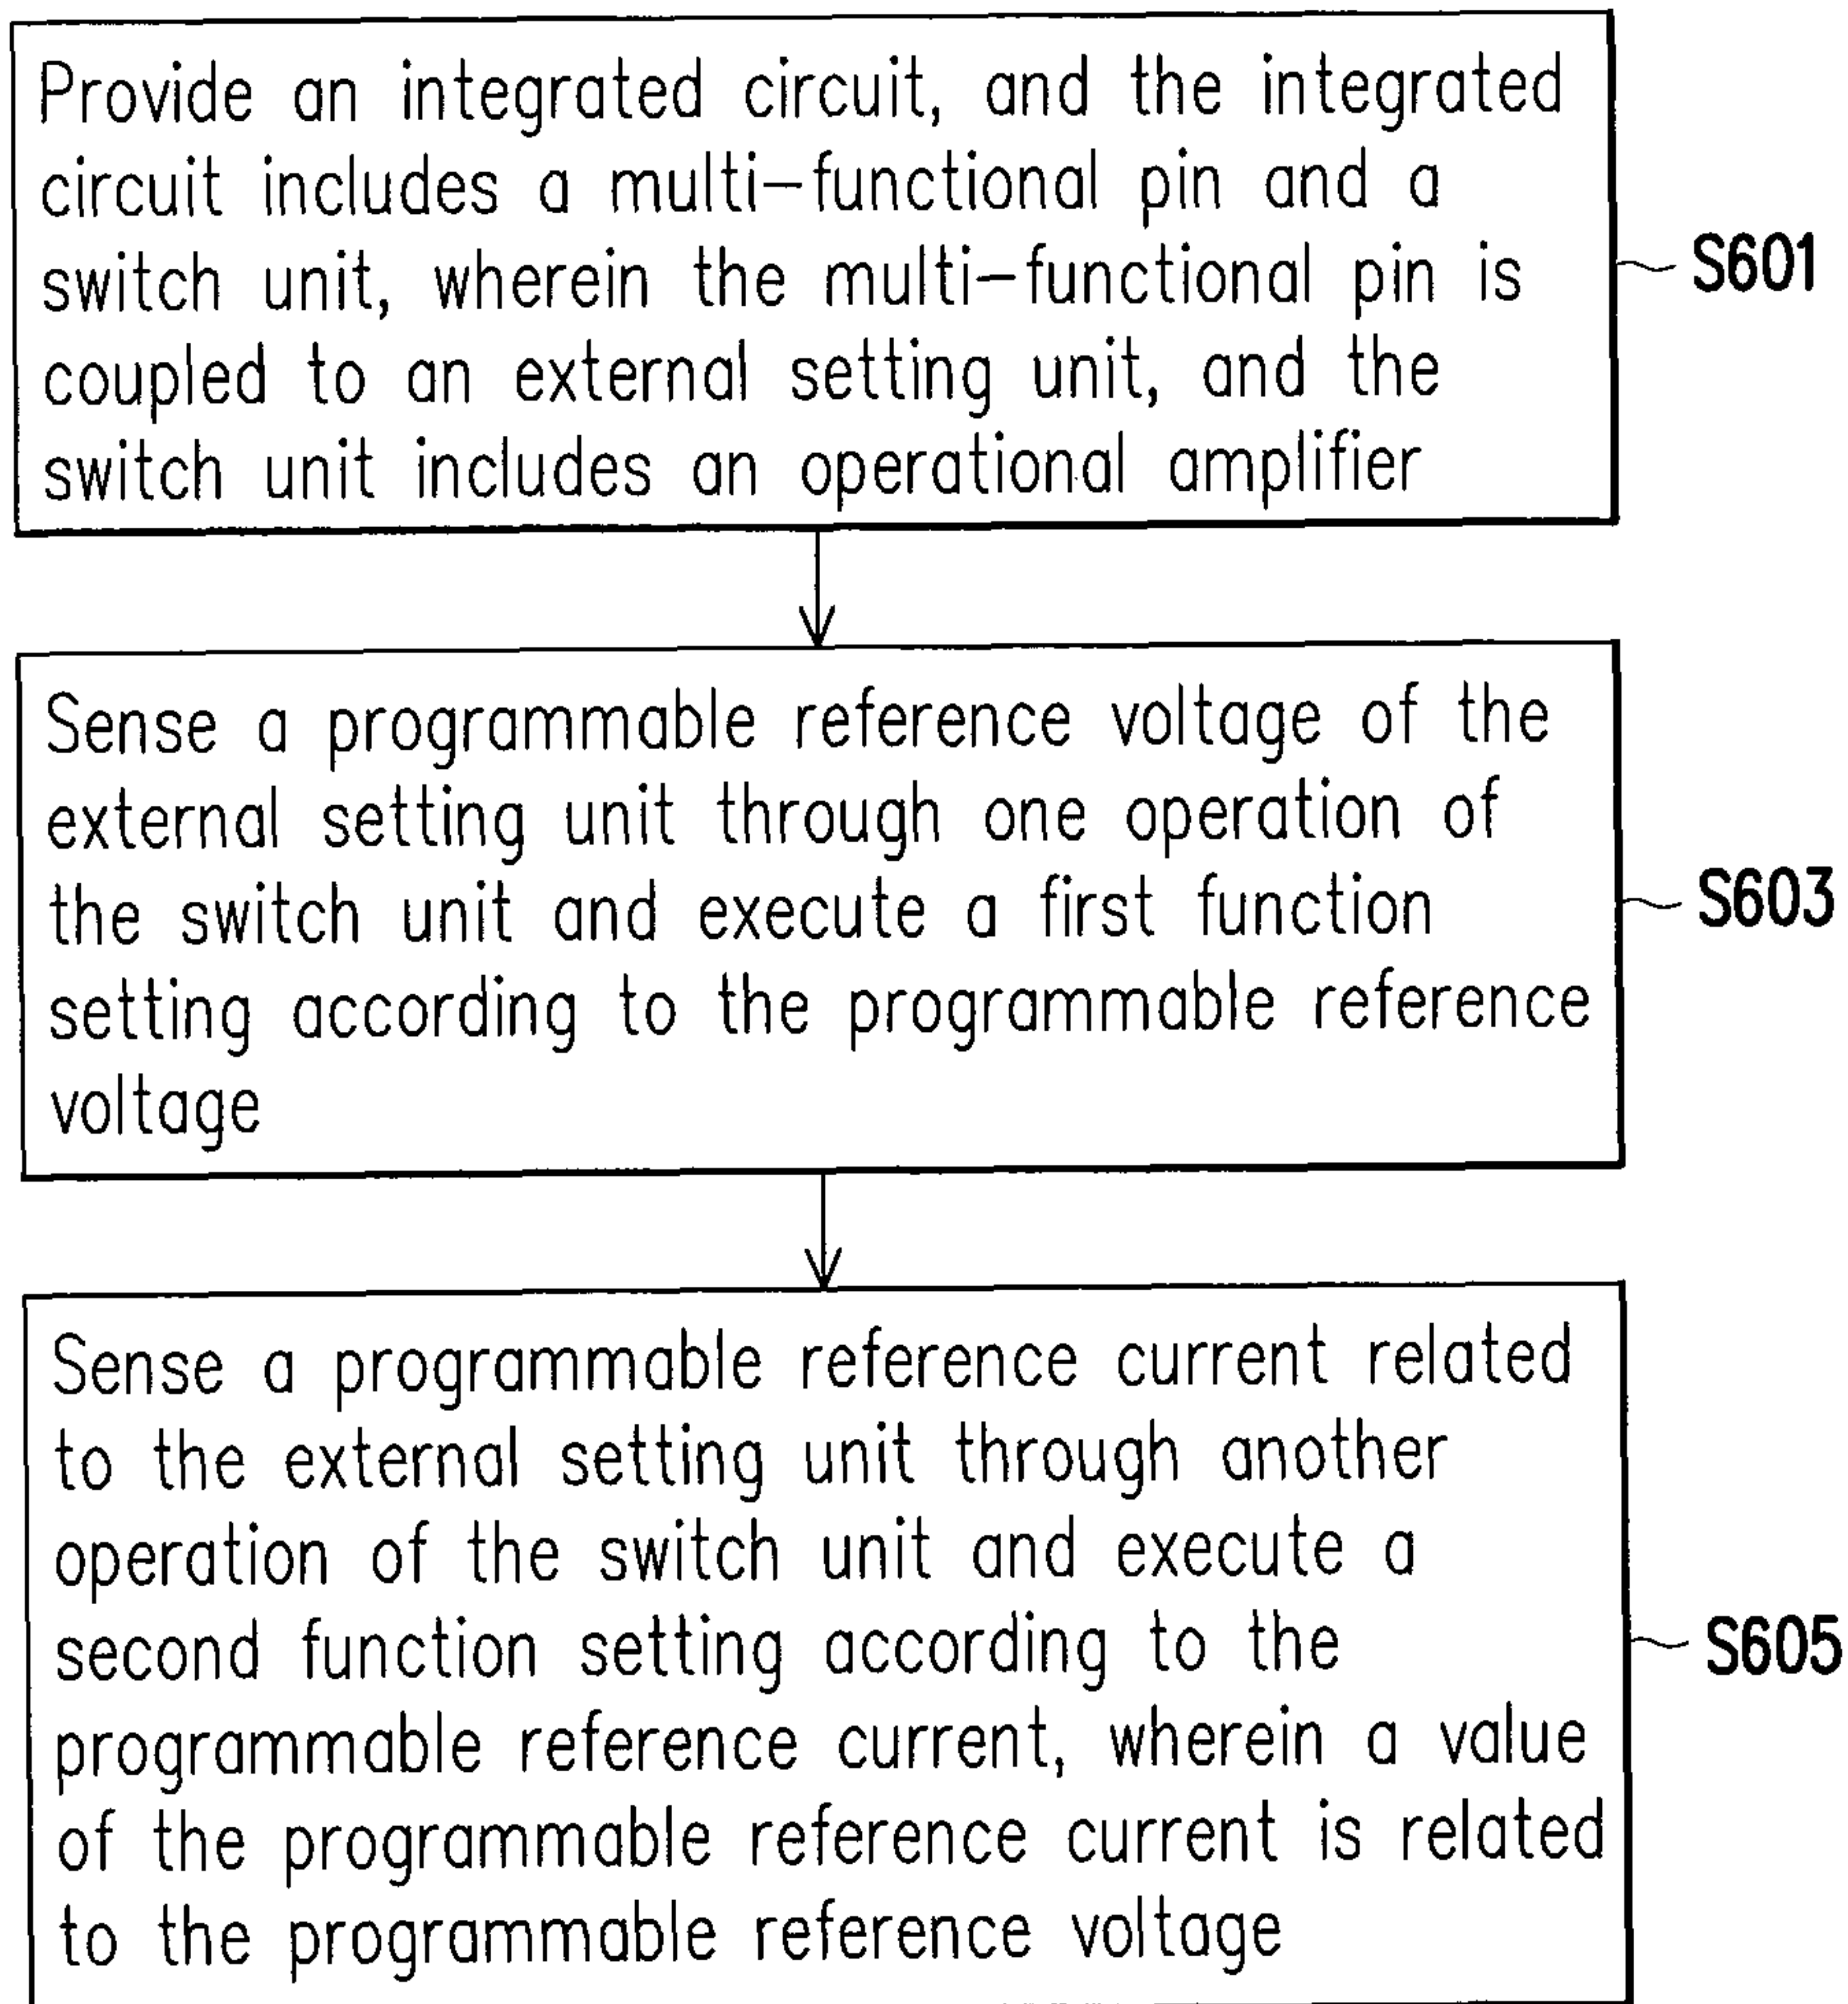 Provide an integrated circuit, and the integrated
circuit includes a multi-functional pin and a
switch unit, wherein the multi-functional pin is
coupled to an external setting unit, and the
switch unit includes an operational amplifier
S601
Sense a programmable reference voltage of the
external setting unit through one operation of
the switch unit and execute a first function
setting according to the programmable reference
voltage
S603
Sense a programmable reference current related
to the external setting unit through another
operation of the switch unit and execute a
second function setting according to the
programmable reference current, wherein a value
of the programmable reference current is related
to the programmable reference voltage
S605